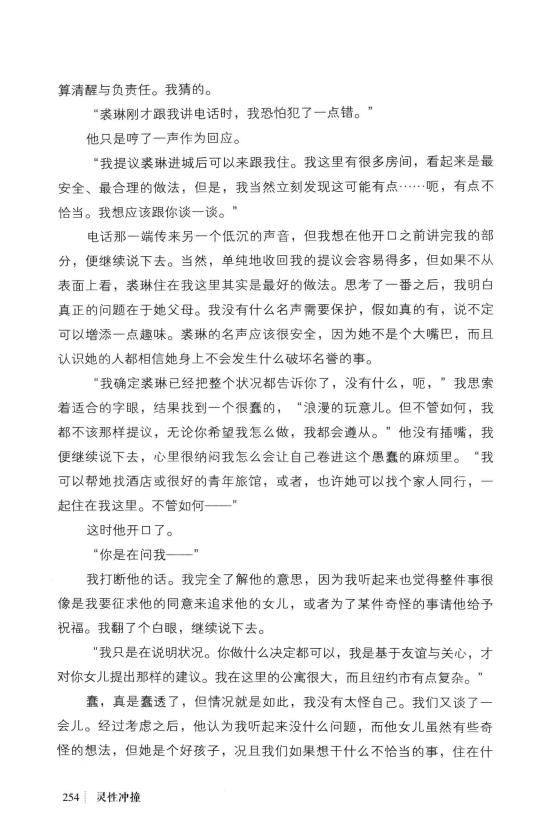 算清醒与负责任。我猜的。
“裘琳刚才跟我讲电话时，我恐怕犯了一点错。”
他只是哼了一声作为回应。
“我提议裘琳进城后可以来跟我住。我这里有很多房间，看起来是最
安全、最合理的做法，但是，我当然立刻发现这可能有点……呃，有点不
恰当。我想应该跟你谈一谈。”
电话那一端传来另一个低沉的声音，但我想在他开口之前讲完我的部
分，便继续说下去。当然，单纯地收回我的提议会容易得多，但如果不从
表面上看，裘琳住在我这里其实是最好的做法。思考了一番之后，我明白
真正的问题在于她父母。我没有什么名声需要保护，假如真的有，说不定
可以增添一点趣味。裘琳的名声应该很安全，因为她不是个大嘴巴，而且
认识她的人都相信她身上不会发生什么破坏名誉的事。
“我确定裘琳已经把整个状况都告诉你了，没有什么，呃，”我思索
着适合的字眼，结果找到一个很蠢的，“浪漫的玩意儿。但不管如何，我
都不该那样提议，无论你希望我怎么做，我都会遵从。”他没有插嘴，我
便继续说下去，心里很纳闷我怎么会让自己卷进这个愚蠢的麻烦里。“我
可以帮她找酒店或很好的青年旅馆，或者，也许她可以找个家人同行，一
起住在我这里。不管如何——”
这时他开口了。
“你是在问我——”
我打断他的话。我完全了解他的意思，因为我听起来也觉得整件事很
像是我要征求他的同意来追求他的女儿，或者为了某件奇怪的事请他给予
祝福。我翻了个白眼，继续说下去。
“我只是在说明状况。你做什么决定都可以，我是基于友谊与关心，才
对你女儿提出那样的建议。我在这里的公寓很大，而且纽约市有点复杂。”
蠢，真是蠢透了，但情况就是如此，我没有太怪自己。我们又谈了一
会儿。经过考虑之后，他认为我听起来没什么问题，而他女儿虽然有些奇
怪的想法，但她是个好孩子，况且我们如果想干什么不恰当的事，住在什
254 灵性冲撞